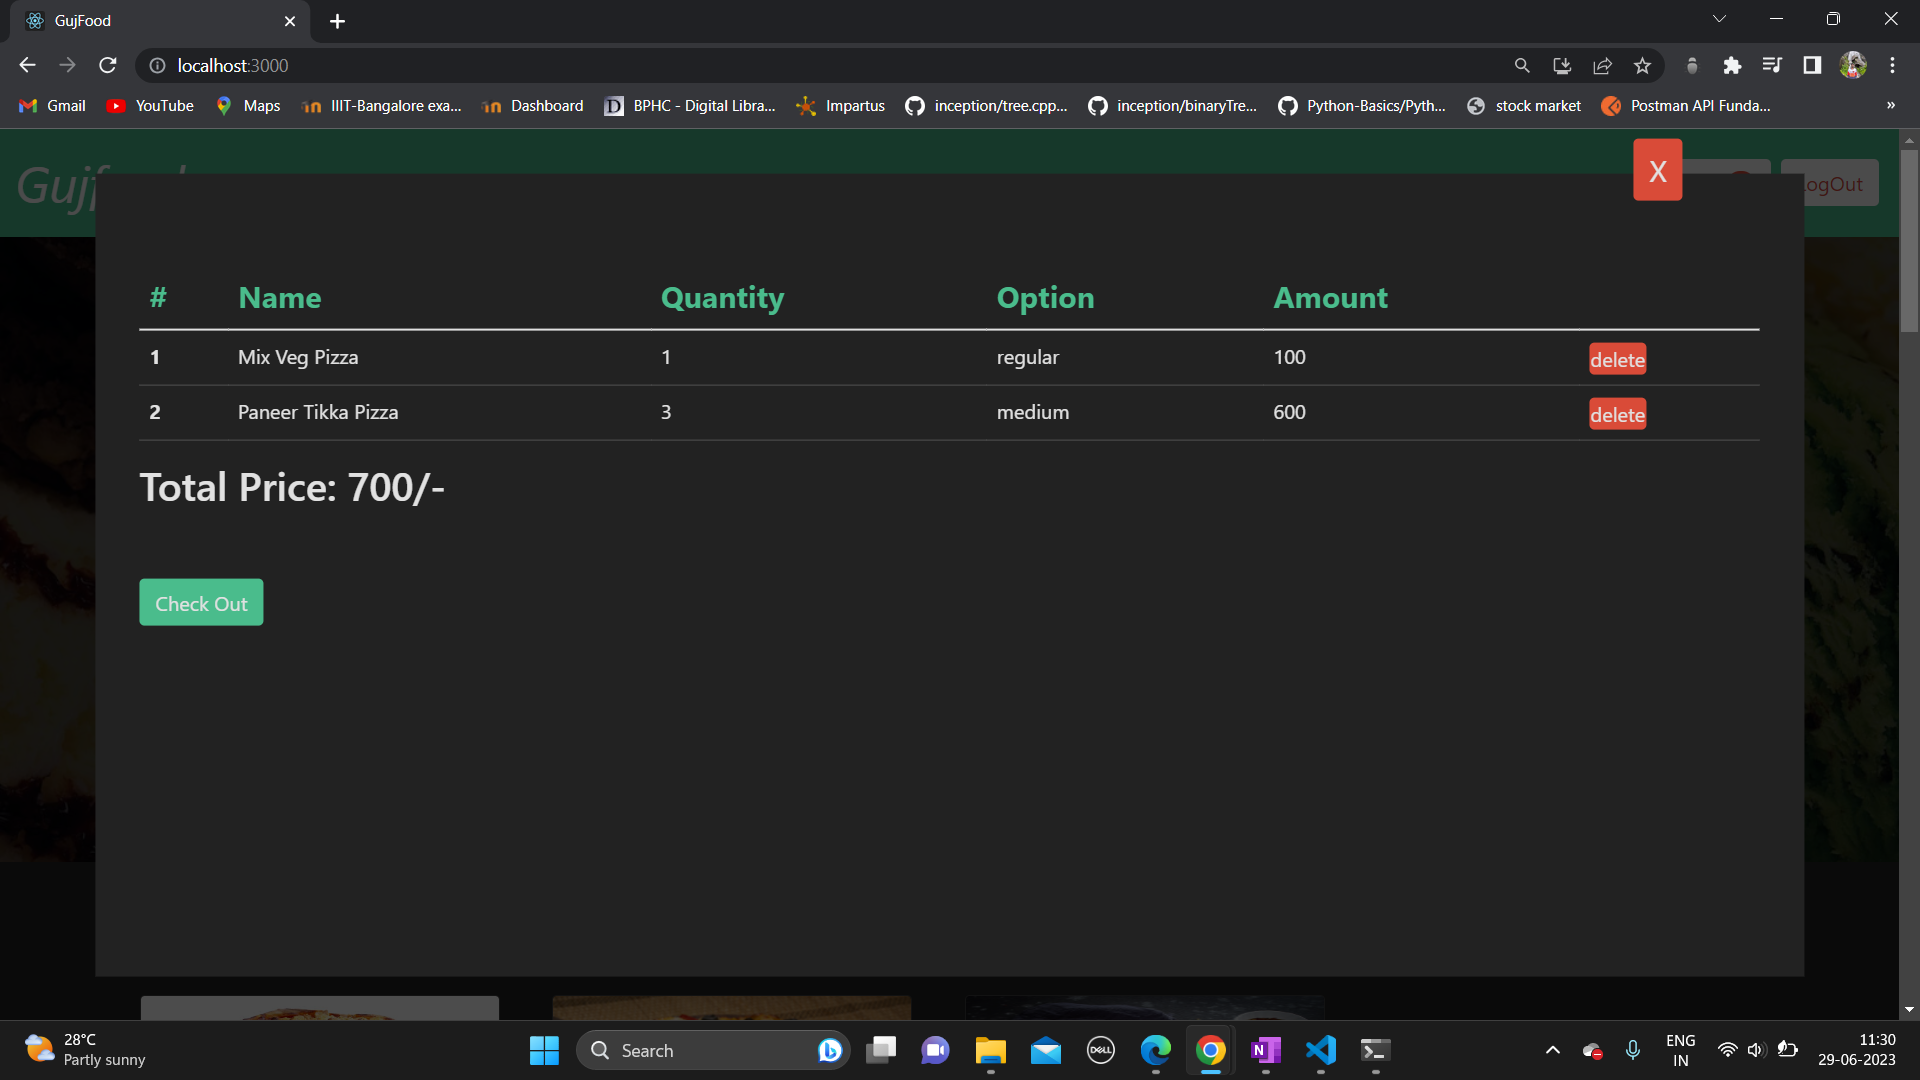 GujFood
localhost:3000
Gmail YouTube Maps IIIT-Bangalore exa... Dashboard BPHC - Digital Libra... Impartus inception/tree.cpp... inception/binaryTre... Python-Basics/Pyth... stock market Postman API Funda... »
X
ogOut
# Name Quantity Option Amount
1 Mix Veg Pizza 1 regular 100 delete
2 Paneer Tikka Pizza 3 medium 600 delete
Total Price: 700/-
Check Out
28°C
Partly sunny
Search
DELL
ENG
IN
11:30
29-06-2023